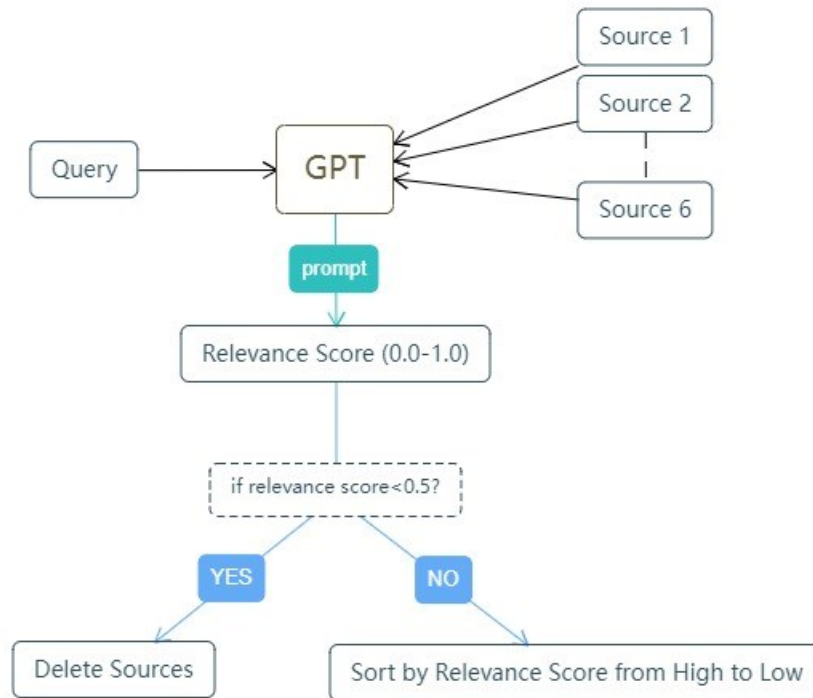 Source 1
Source 2
Query
GPT
Source 6
prompt
Relevance Score (0.0-1.0)
if relevance score<0.5?
YES
NO
Delete Sources
Sort by Relevance Score from High to Low